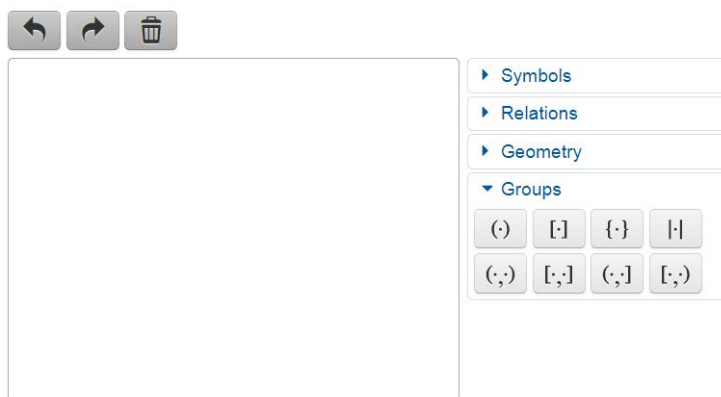 Symbols
Relations
Geometry
Groups
(·) [·] {·} |·|
(·,·) [·,·] (·,·] [·,·)